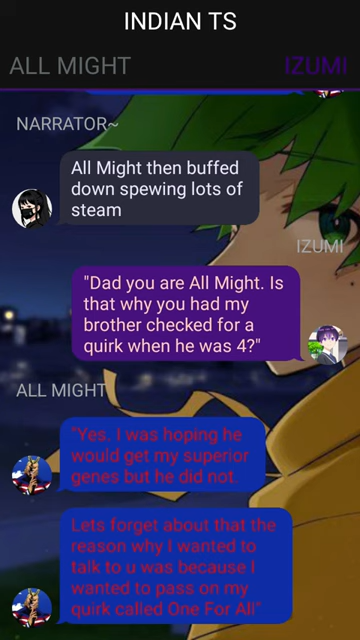 INDIAN TS
ALL MIGHT
IZUMI
NARRATOR~
All Might then buffed
down spewing lots of
steam
IZUMI
"Dad you are All Might. Is
that why you had my
brother checked for a
quirk when he was 4?"
ALL MIGHT
"Yes. I was hoping he
would get my superior
genes but he did not.
Lets forget about that the
reason why I wanted to
talk to u was because I
wanted to pass on my
quirk called One For All"